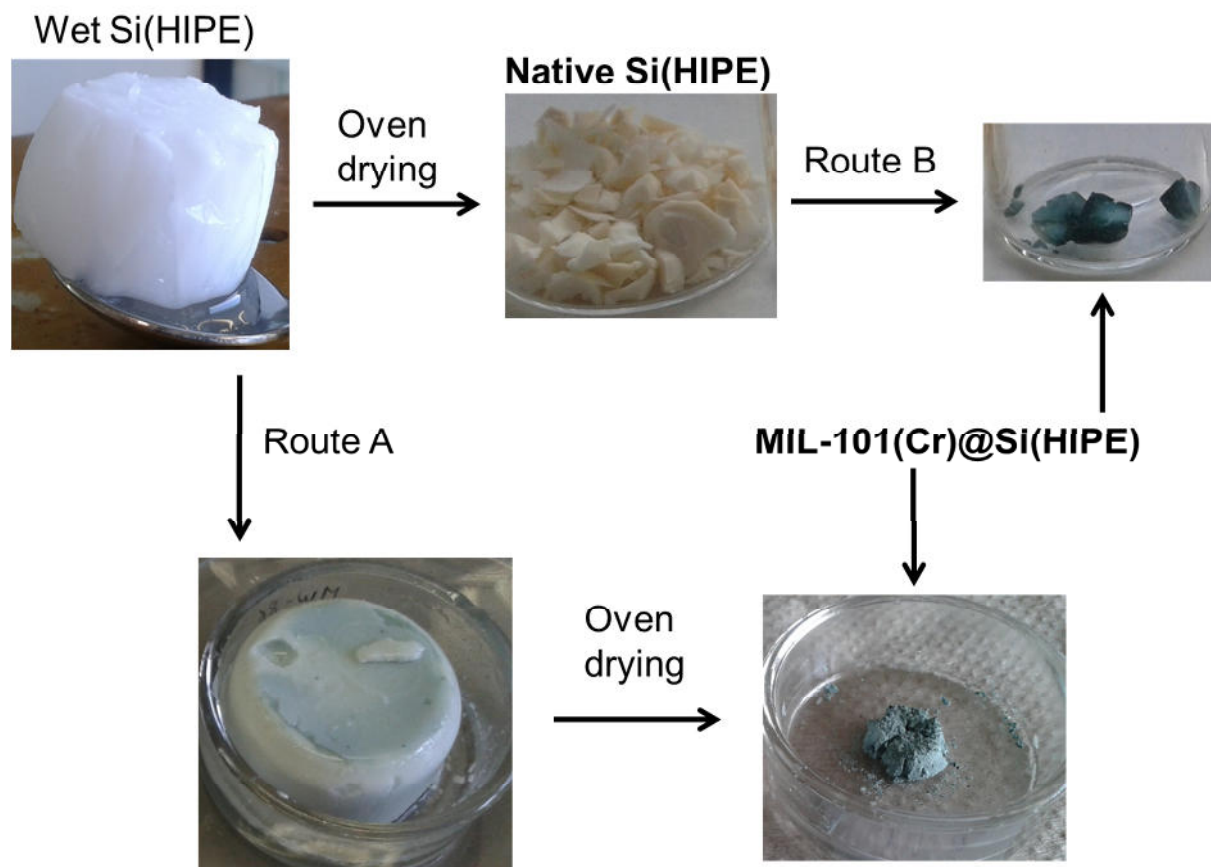 Wet Si(HIPE)
Native Si(HIPE)
Oven
drying
Route B
Route A
MIL-101(Cr)@Si(HIPE)
Oven
drying